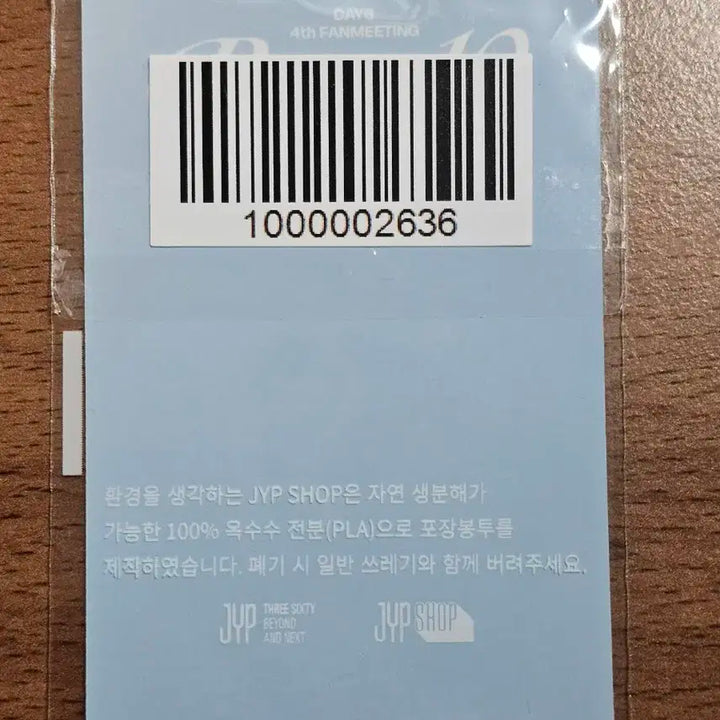 DAY6
4th FANMEETING
1000002636
환경을 생각하는 JYP SHOP은 자연 생분해가
가능한 100% 옥수수 전분(PLA)으로 포장봉투를
제작하였습니다. 폐기 시 일반 쓰레기와 함께 버려주세요.
JYP THREE SIXTY
BEYOND
AND NEXT
JYP SHOP